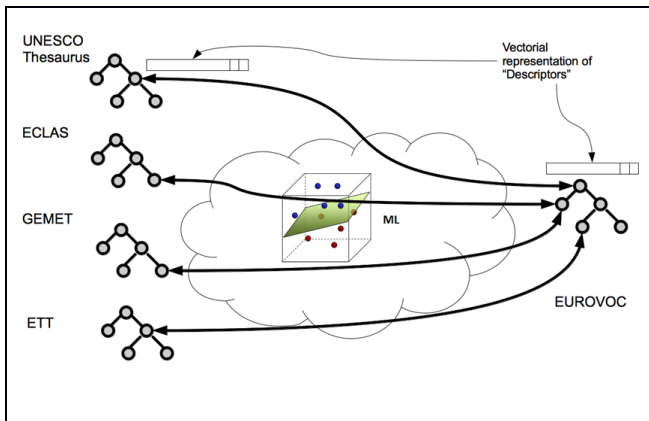 UNESCO
Thesaurus
Vectorial
representation of
“Descriptors”
ECLAS
GEMET
ML
EUROVOC
ETT